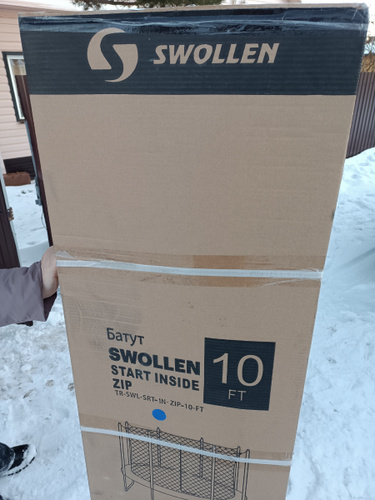 SWOLLEN
Батут
SWOLLEN
START INSIDE
ZIP
TR-SWL-SRT-IN-ZIP-10-FT
10
FT